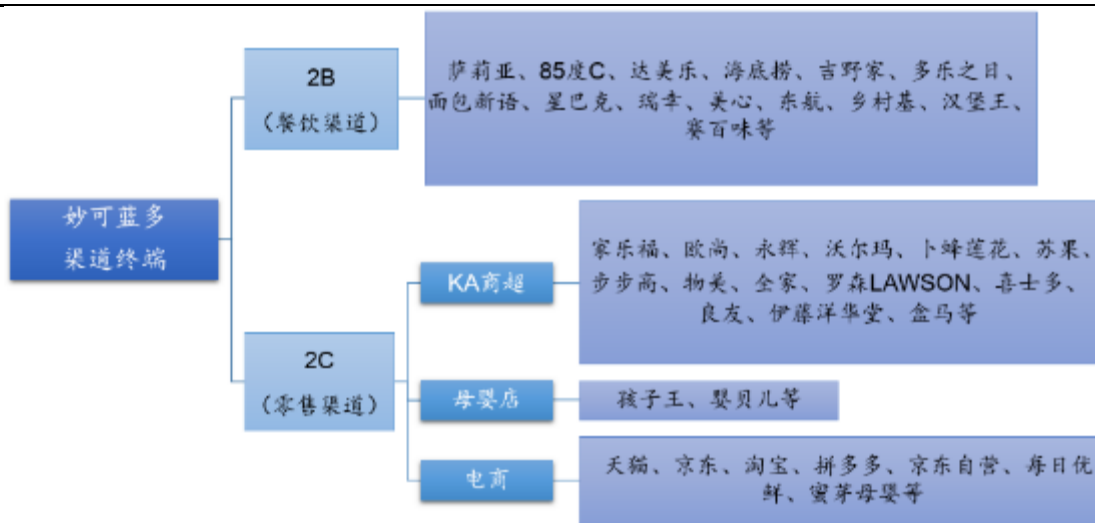 2B
（餐饮渠道）
萨莉亚、85度C、达美乐、海底捞、吉野家、多乐之日、
面包新语、星巴克、瑞幸、美心、东航、乡村基、汉堡王、
赛百味等
妙可蓝多
渠道终端
2C
（零售渠道）
KA商超
家乐福、欧尚、永辉、沃尔玛、卜蜂莲花、苏果、
步步高、物美、全家、罗森LAWSON、喜士多、
良友、伊藤洋华堂、盒马等
母婴店
孩子王、婴贝儿等
电商
天猫、京东、淘宝、拼多多、京东自营、每日优
鲜、蜜芽母婴等